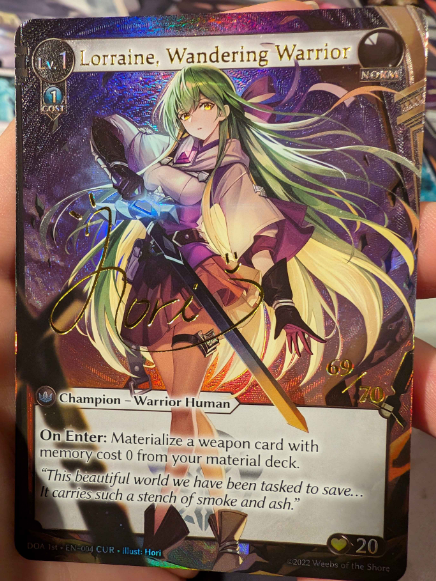 Lv. 1
Lorraine, Wandering Warrior
NORM
1
COST
Hori
69/70
Champion – Warrior Human
On Enter: Materialize a weapon card with
memory cost 0 from your material deck.
“This beautiful world we have been tasked to save...
It carries such a stench of smoke and ash.”
DOA 1st • EN-004 CUR • Illust: Hori
20
©2022 Weebs of the Shore